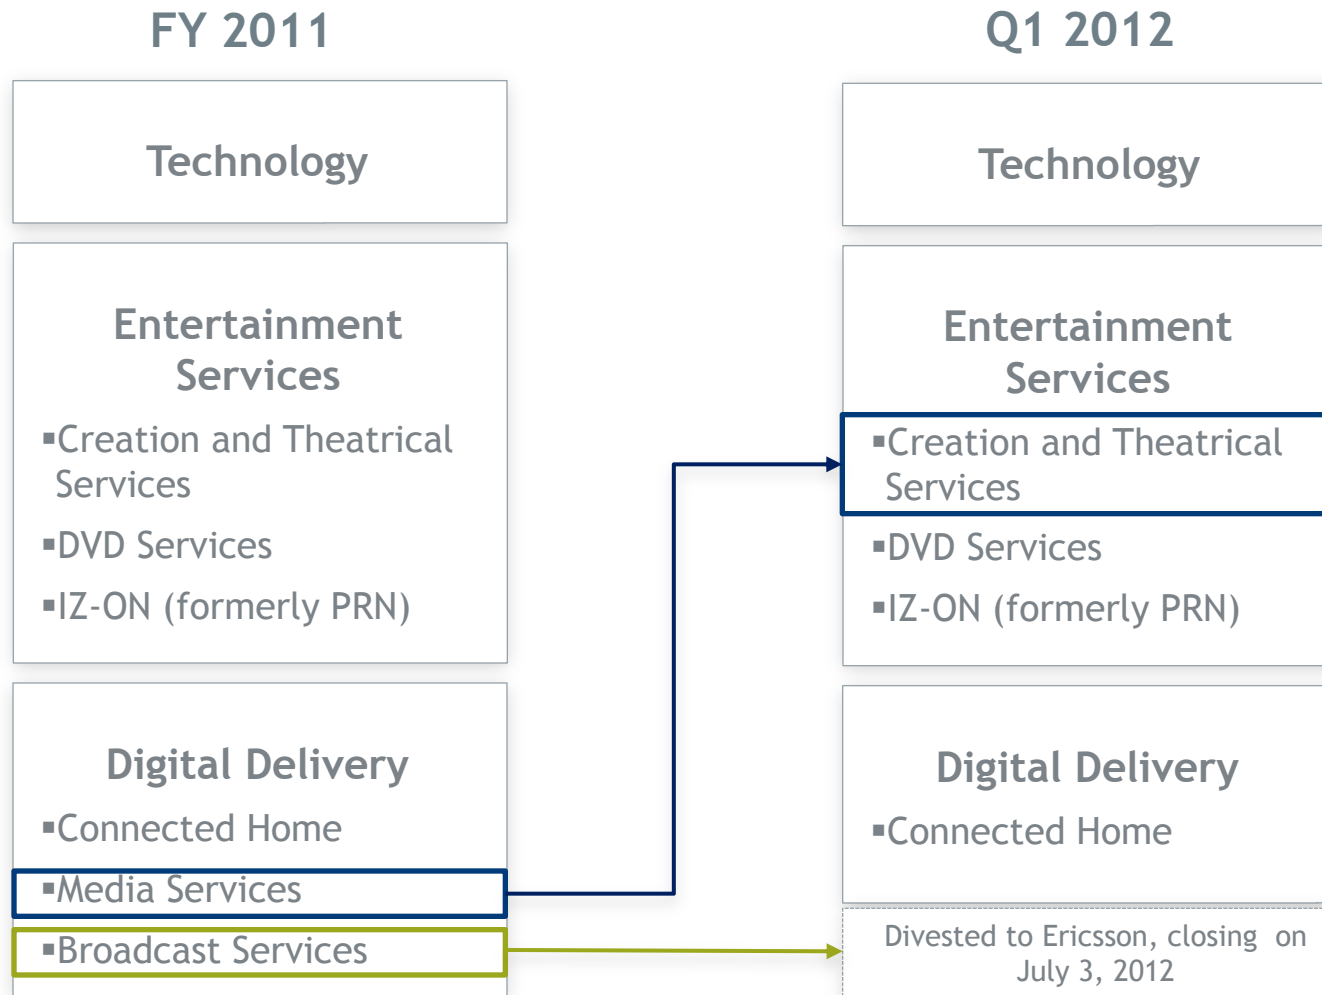 FY 2011
Technology
Entertainment
Services
▪Creation and Theatrical
Services
▪DVD Services
▪IZ-ON (formerly PRN)
Digital Delivery
▪Connected Home
▪Media Services
▪Broadcast Services
Q1 2012
Technology
Entertainment
Services
▪Creation and Theatrical
Services
▪DVD Services
▪IZ-ON (formerly PRN)
Digital Delivery
▪Connected Home
Divested to Ericsson, closing on
July 3, 2012